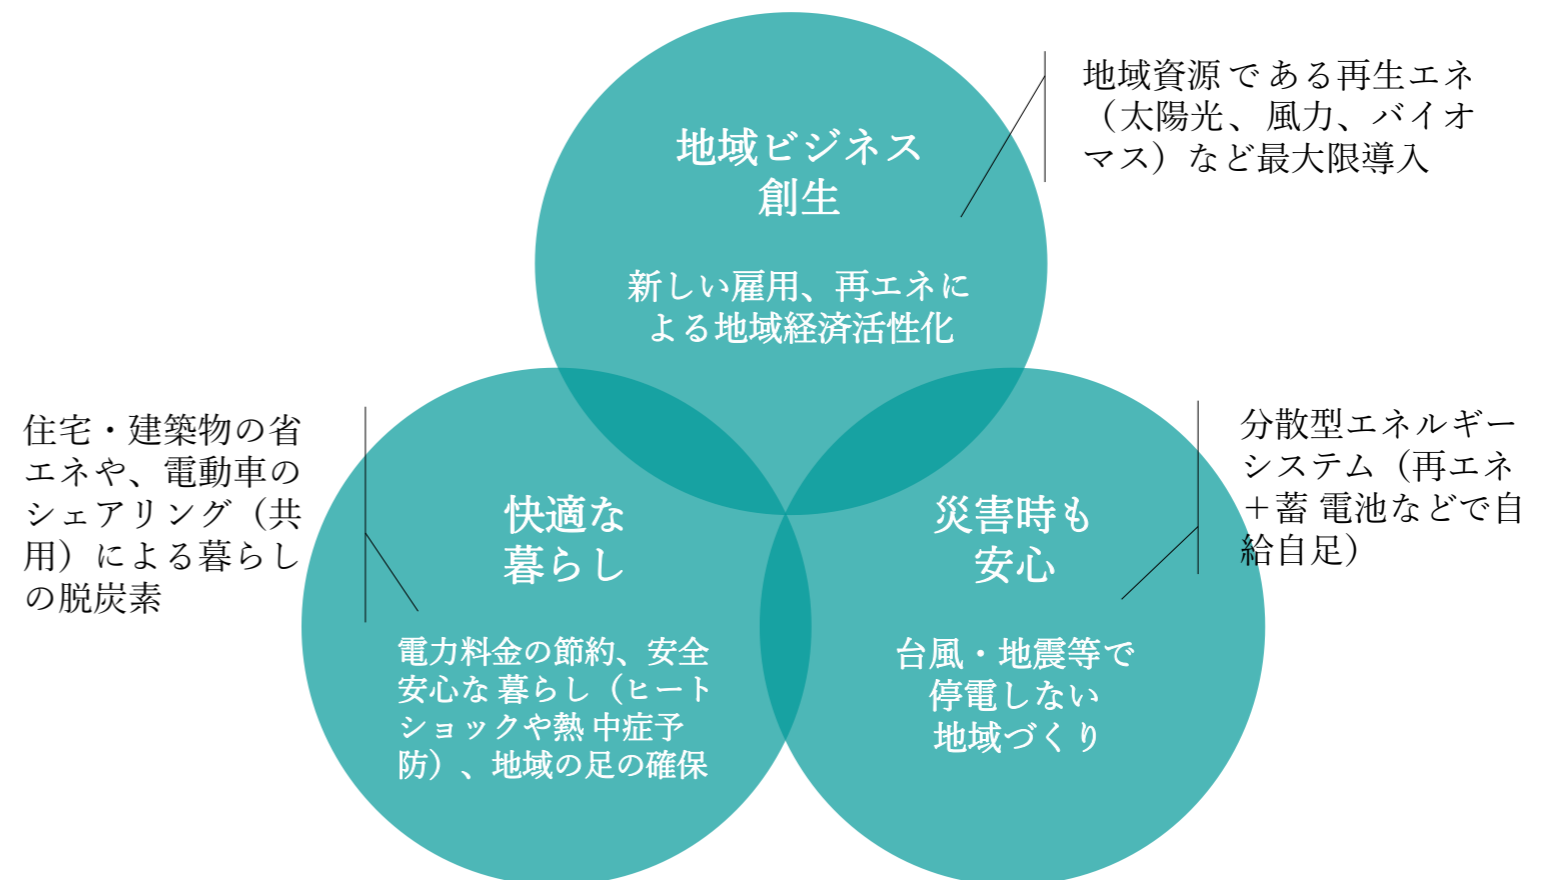 地域ビジネス
創生
新しい雇用、再エネに
よる地域経済活性化
地域資源 で ある再生エネ
（太陽光、風力、バイオ
マス）など最大限導入
住宅・建築物の省
エネや、電動車の
シェアリング（共
用）による暮らし
の脱炭素
快適な
暮らし
電力料金の節約、安全
安心な 暮らし（ヒート
ショックや熱 中症予
防）、地域の足の確保
災害時も
安心
台風・地震等で
停電しない
地域づくり
分散型エネルギー
システム（再エネ
＋蓄 電池などで自
給自足）